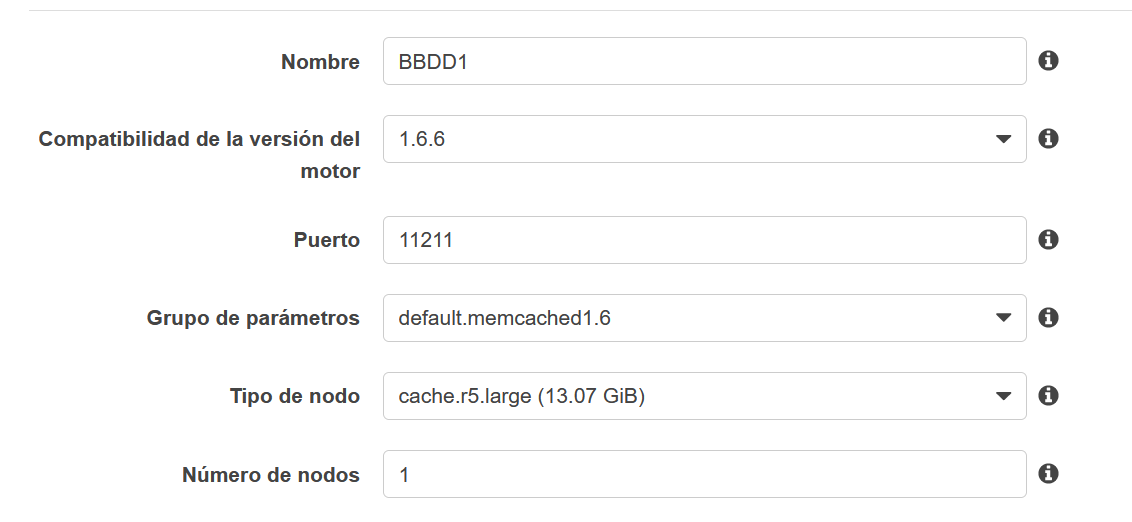 Nombre
BBDD1
Compatibilidad de la versión del
motor
1.6.6
Puerto
11211
Grupo de parámetros
default.memcached1.6
Tipo de nodo
cache.r5.large (13.07 GiB)
Número de nodos
1